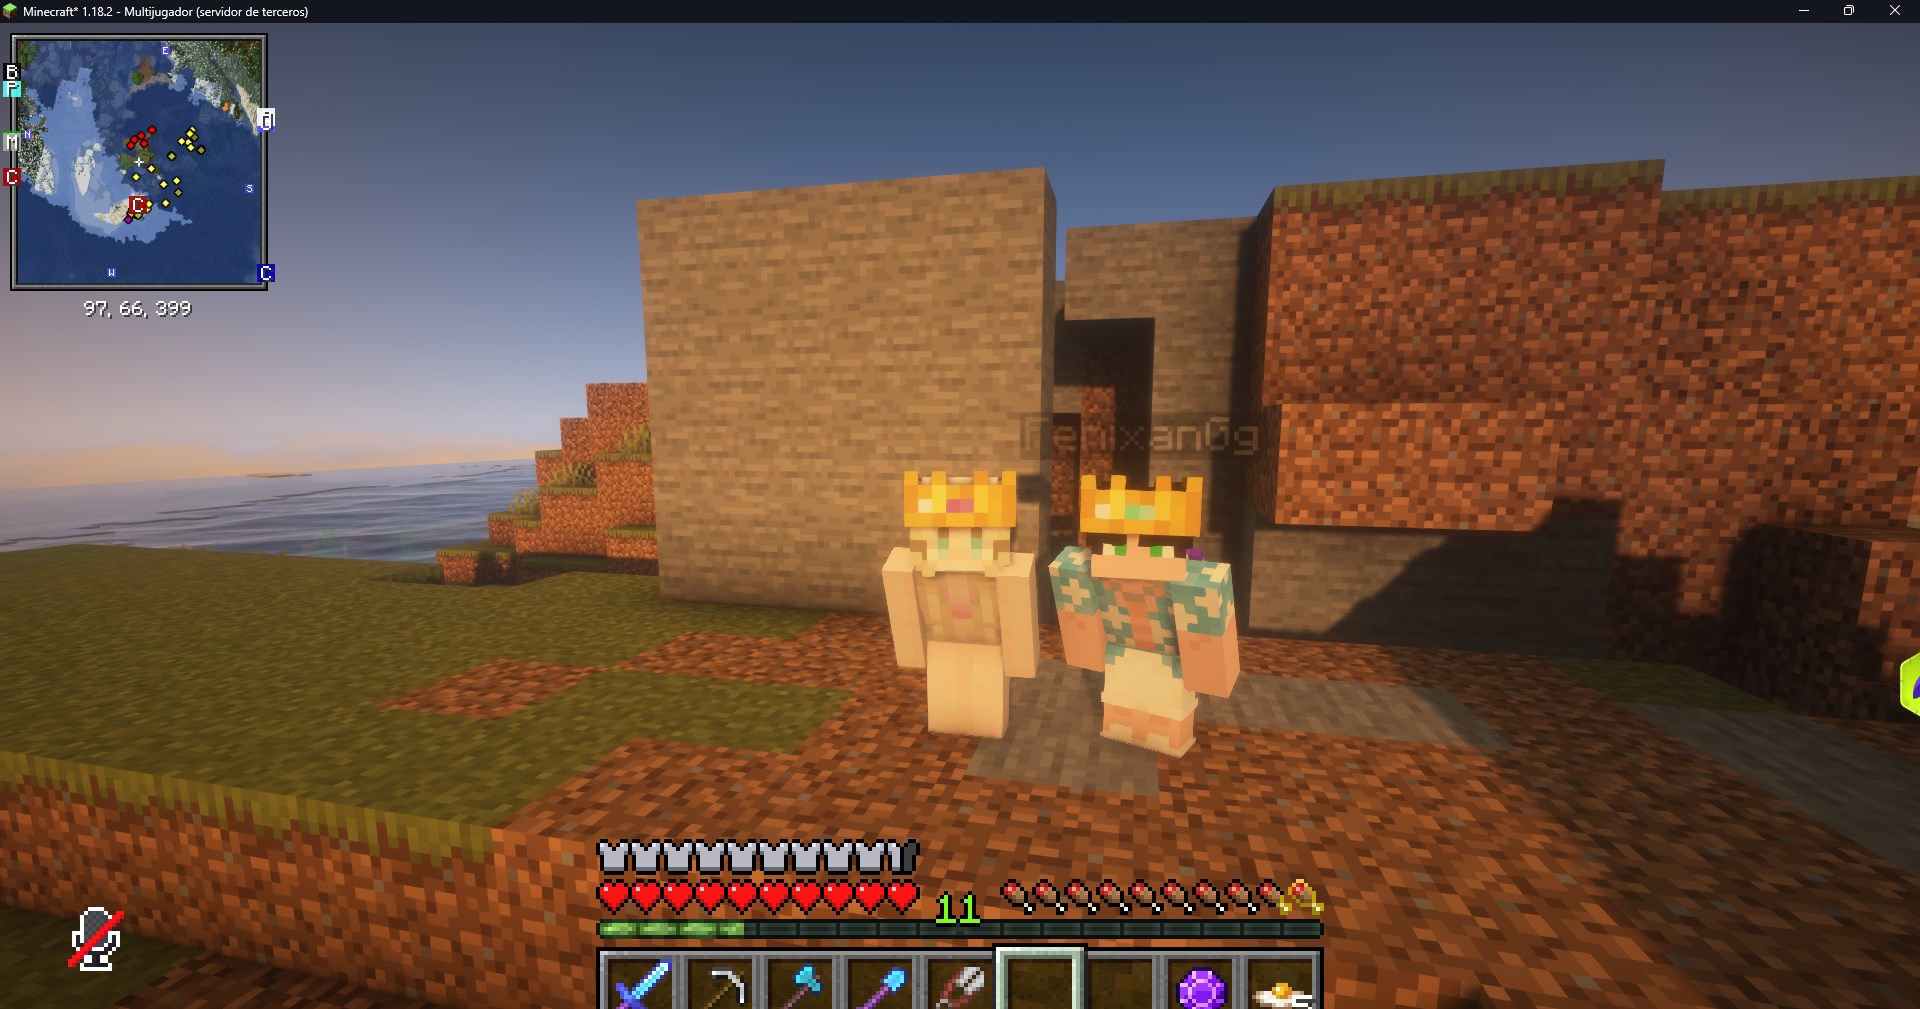 Minecraft* 1.18.2 - Multijugador (servidor de terceros)
E
B
P
N
M
C
S
C
W
C
97, 66, 399
11